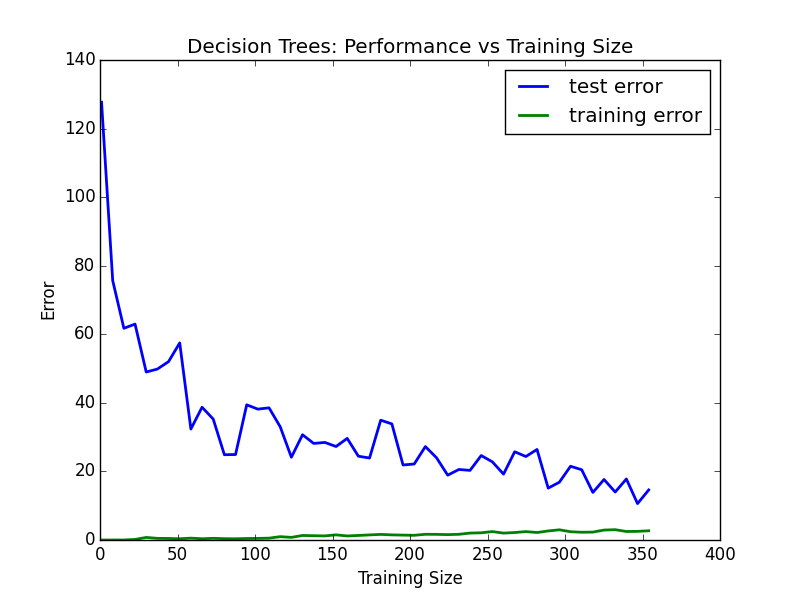 Decision Trees: Performance vs Training Size
test error
training error
140
120
100
80
60
40
20
0
Error
0 50 100 150 200 250 300 350 400
Training Size